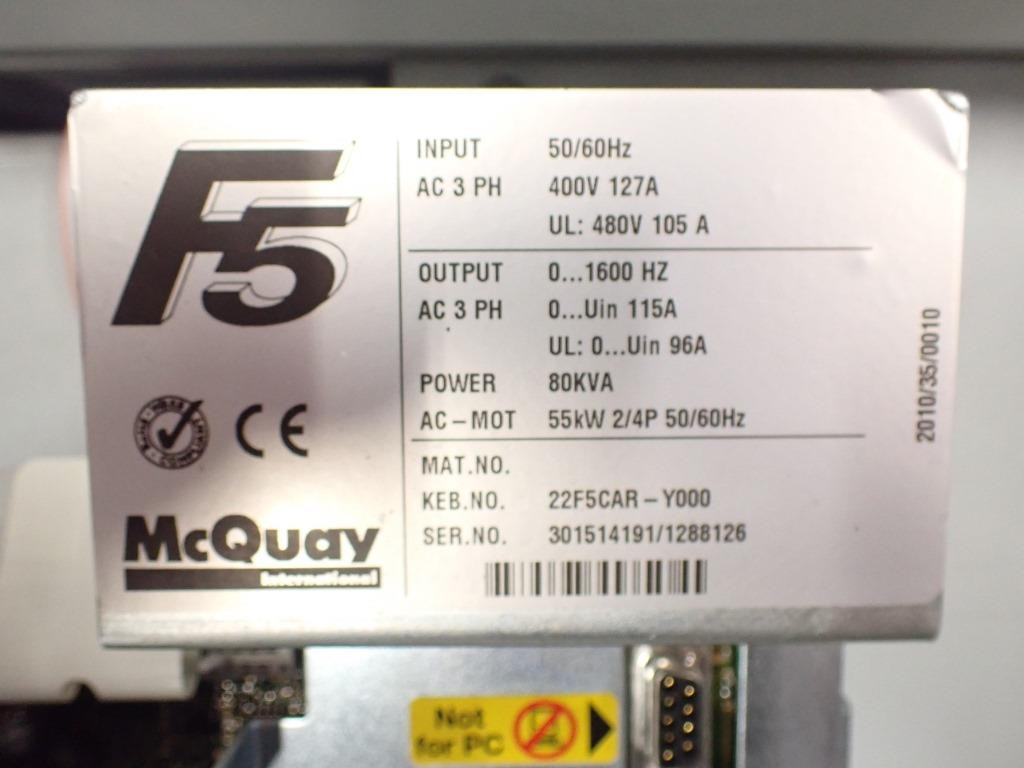 F5
INPUT 50/60Hz
AC 3 PH 400V 127A
UL: 480V 105 A
OUTPUT 0...1600 HZ
AC 3 PH 0...Uin 115A
UL: 0...Uin 96A
POWER 80KVA
AC-MOT 55kW 2/4P 50/60Hz
MAT.NO.
KEB.NO. 22F5CAR-Y000
SER.NO. 301514191/1288126
2010/35/0010
CE
McQuay
International
Not
for PC